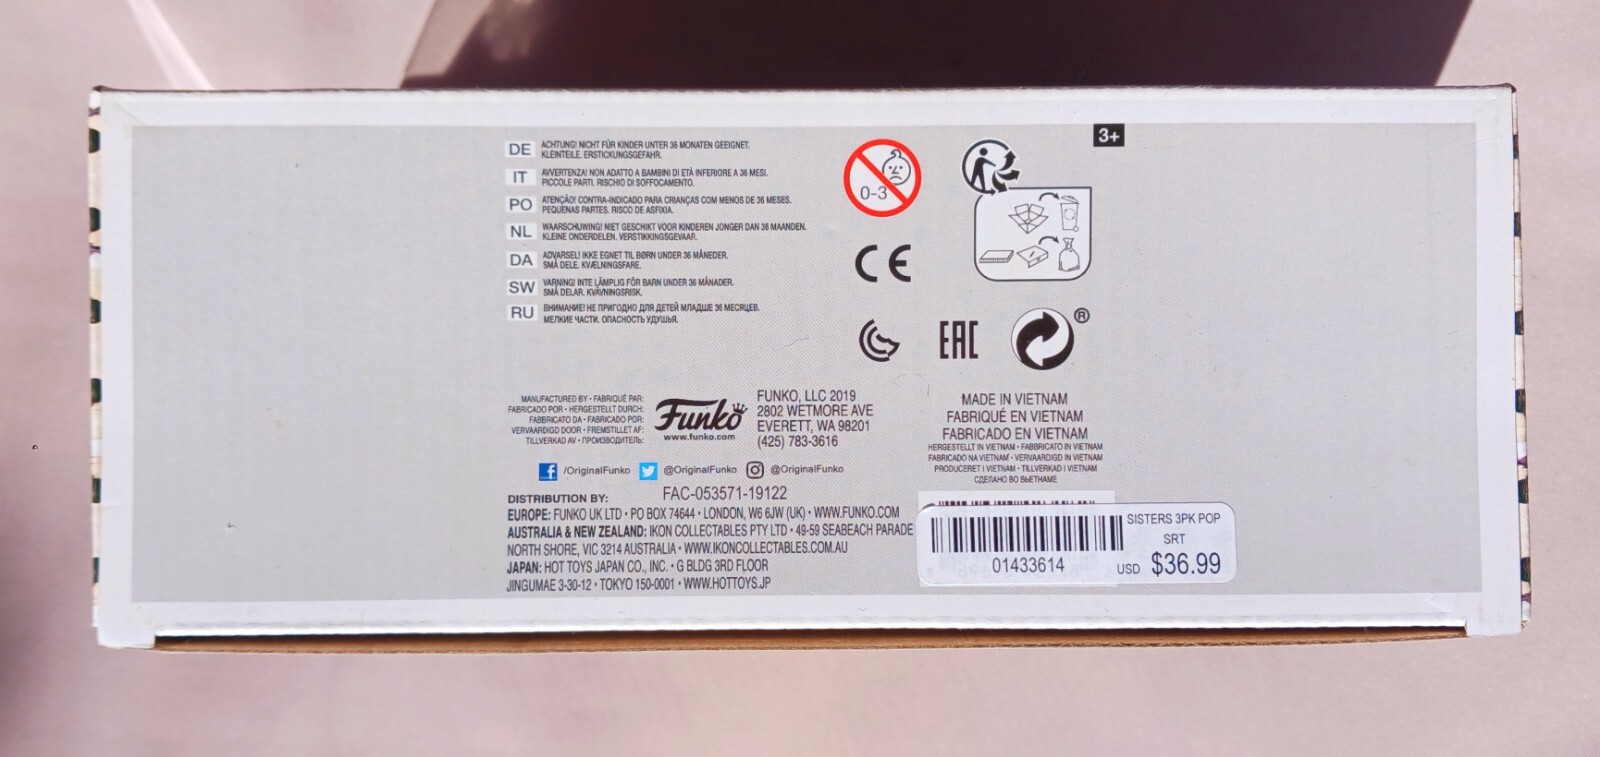 3+
DE ACHTUNG! NICHT FÜR KINDER UNTER 36 MONATEN GEEIGNET.
KLEINTEILE. ERSTICKUNGSGEFAHR.
IT AVVERTENZA! NON ADATTO A BAMBINI DI ETÀ INFERIORE A 36 MESI.
PICCOLE PARTI. RISCHIO DI SOFFOCAMENTO.
PO ATENÇÃO! CONTRA-INDICADO PARA CRIANÇAS COM MENOS DE 36 MESES.
PEQUENAS PARTES. RISCO DE ASFIXIA.
NL WAARSCHUWING! NIET GESCHIKT VOOR KINDEREN JONGER DAN 36 MAANDEN.
KLEINE ONDERDELEN. VERSTIKKINGSGEVAAR.
DA ADVARSEL! IKKE EGNET TIL BØRN UNDER 36 MÅNEDER.
SMÅ DELE. KVÆLNINGSFARE.
SW VARNING! INTE LÄMPLIG FÖR BARN UNDER 36 MÅNADER.
SMÅ DELAR. KVÄVNINGSRISK.
RU ВНИМАНИЕ! НЕ ПРИГОДНО ДЛЯ ДЕТЕЙ МЛАДШЕ 36 МЕСЯЦЕВ.
МЕЛКИЕ ЧАСТИ. ОПАСНОСТЬ УДУШЬЯ.
0-3
CE
EAC
®
MANUFACTURED BY • FABRIQUÉ PAR:
FABRICADO POR • HERGESTELLT DURCH:
FABBRICATO DA • FABRICADO POR:
VERVAARDIGD DOOR • FREMSTILLET AF:
TILLVERKAD AV • ПРОИЗВОДИТЕЛЬ:
Funko
www.funko.com
FUNKO, LLC 2019
2802 WETMORE AVE
EVERETT, WA 98201
(425) 783-3616
MADE IN VIETNAM
FABRIQUÉ EN VIETNAM
FABRICADO EN VIETNAM
HERGESTELLT IN VIETNAM • FABBRICATO IN VIETNAM
FABRICADO NA VIETNAM • VERVAARDIGD IN VIETNAM
PRODUCERET I VIETNAM • TILLVERKAD I VIETNAM
СДЕЛАНО ВО ВЬЕТНАМЕ
f /OriginalFunko @OriginalFunko @OriginalFunko
FAC-053571-19122
DISTRIBUTION BY:
EUROPE: FUNKO UK LTD • PO BOX 74644 • LONDON, W6 6JW (UK) • WWW.FUNKO.COM
AUSTRALIA & NEW ZEALAND: IKON COLLECTABLES PTY LTD • 49-59 SEABEACH PARADE
NORTH SHORE, VIC 3214 AUSTRALIA • WWW.IKONCOLLECTABLES.COM.AU
JAPAN: HOT TOYS JAPAN CO., INC. • G BLDG 3RD FLOOR
JINGUMAE 3-30-12 • TOKYO 150-0001 • WWW.HOTTOYS.JP
SISTERS 3PK POP
SRT
01433614
USD $36.99